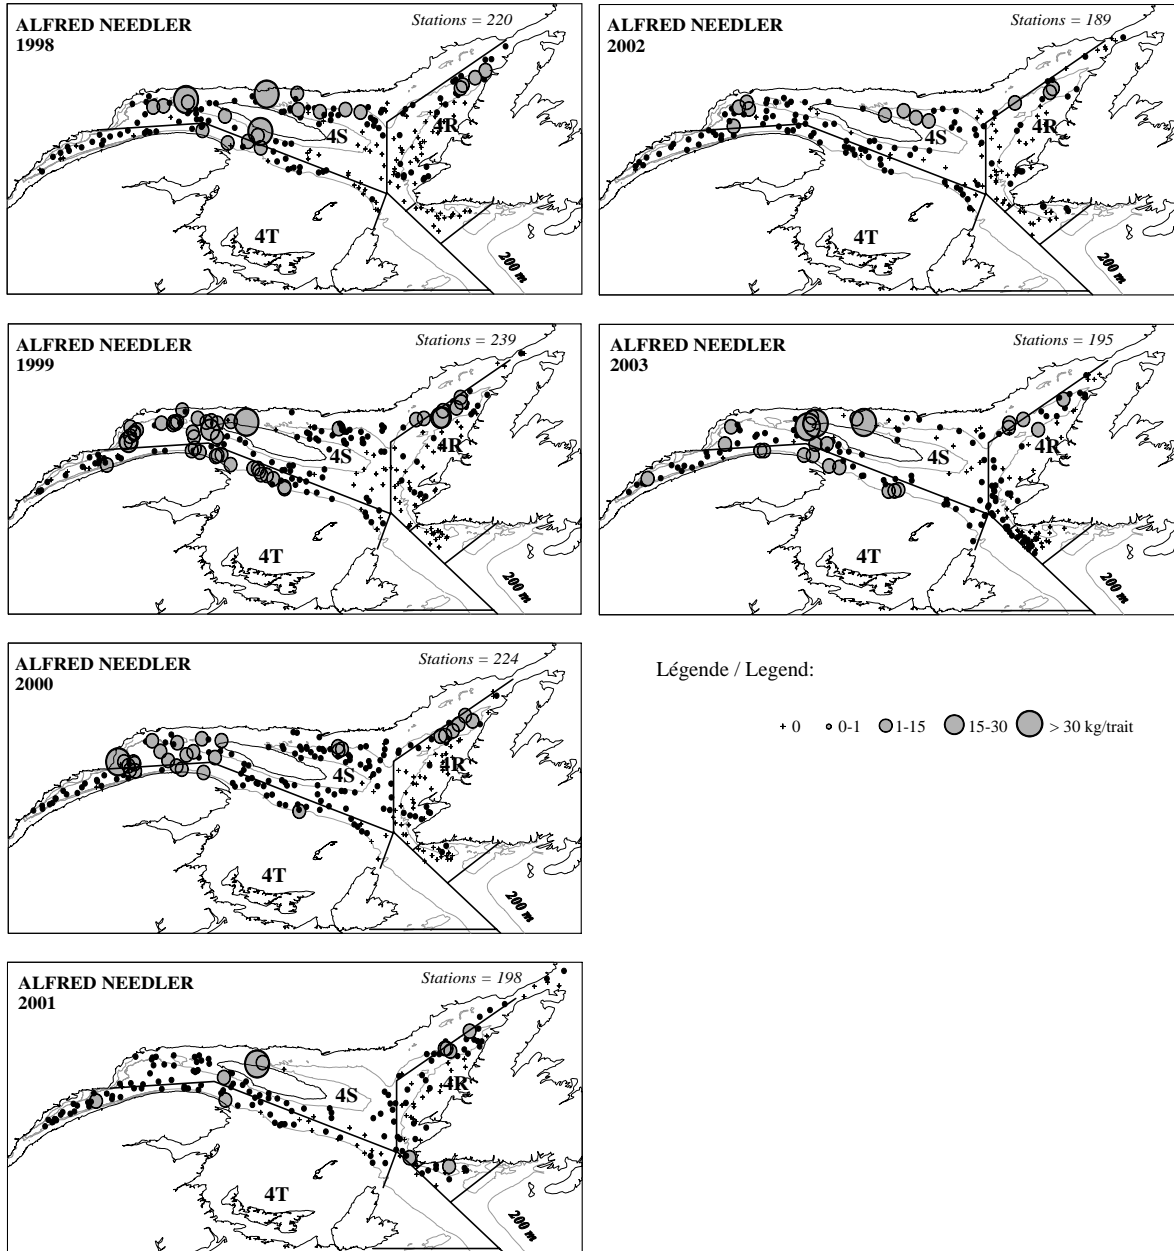 ALFRED NEEDLER
1998
Stations = 220
4S
4R
4T
200 m
ALFRED NEEDLER
2002
Stations = 189
4S
4R
4T
200 m
ALFRED NEEDLER
1999
Stations = 239
4S
4R
4T
200 m
ALFRED NEEDLER
2003
Stations = 195
4S
4R
4T
200 m
ALFRED NEEDLER
2000
Stations = 224
4S
4R
4T
200 m
Légende / Legend:
+ 0 0-1 1-15 15-30 > 30 kg/trait
ALFRED NEEDLER
2001
Stations = 198
4S
4R
4T
200 m